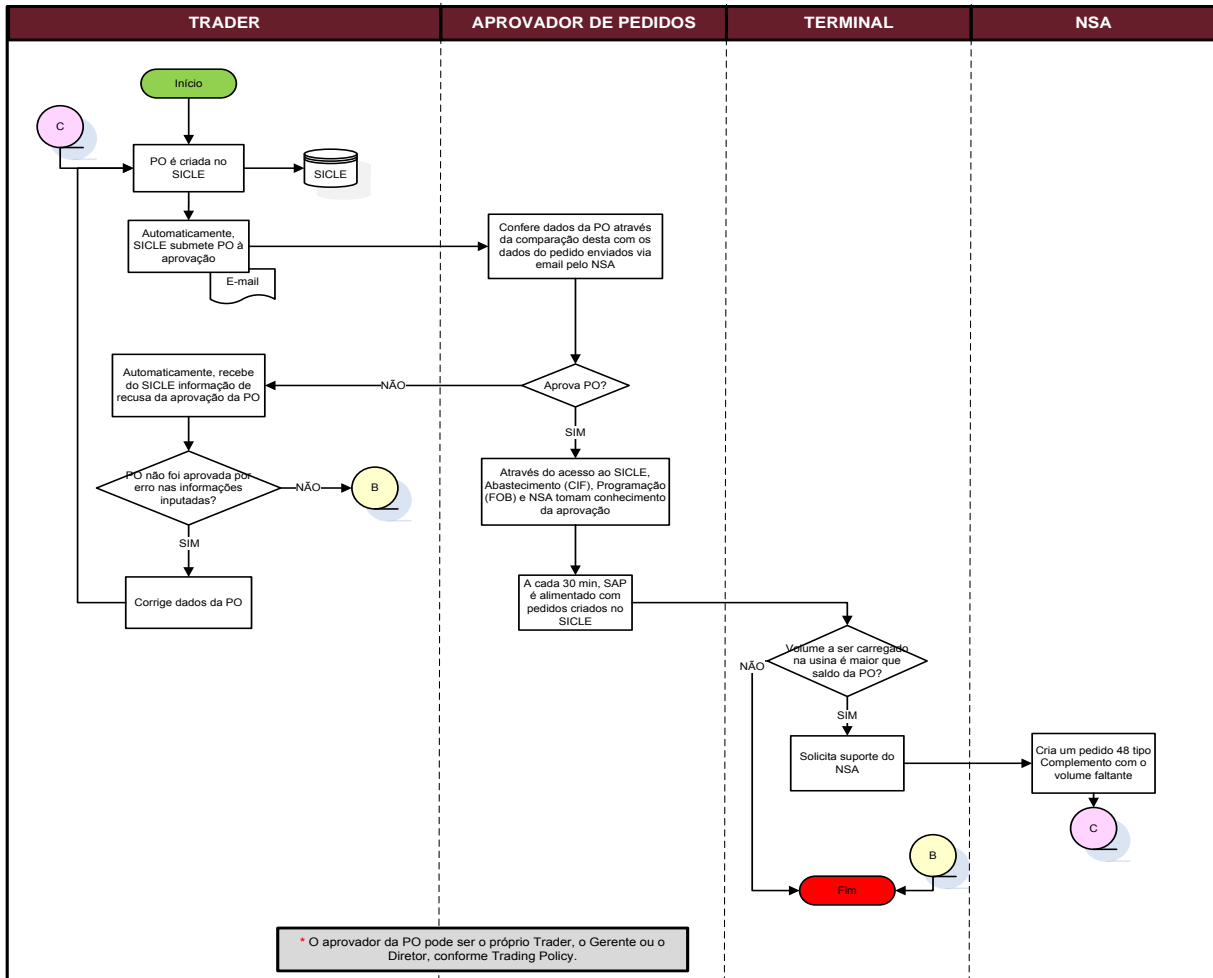 TRADER
APROVADOR DE PEDIDOS
TERMINAL
NSA
Início
C
PO é criada no
SICLE
SICLE
Automaticamente,
SICLE submete PO à
aprovação
E-mail
Confere dados da PO através
da comparação desta com os
dados do pedido enviados via
email pelo NSA
Automaticamente, recebe
do SICLE informação de
recusa da aprovação da PO
NÃO
Aprova PO?
SIM
PO não foi aprovada por
erro nas informações
inputadas?
NÃO
B
SIM
Corrige dados da PO
Através do acesso ao SICLE,
Abastecimento (CIF), Programação
(FOB) e NSA tomam conhecimento
da aprovação
A cada 30 min, SAP
é alimentado com
pedidos criados no
SICLE
Volume a ser carregado
na usina é maior que
saldo da PO?
NÃO
SIM
Solicita suporte do
NSA
Cria um pedido 48 tipo
Complemento com o
volume faltante
C
B
Fim
* O aprovador da PO pode ser o próprio Trader, o Gerente ou o
Diretor, conforme Trading Policy.